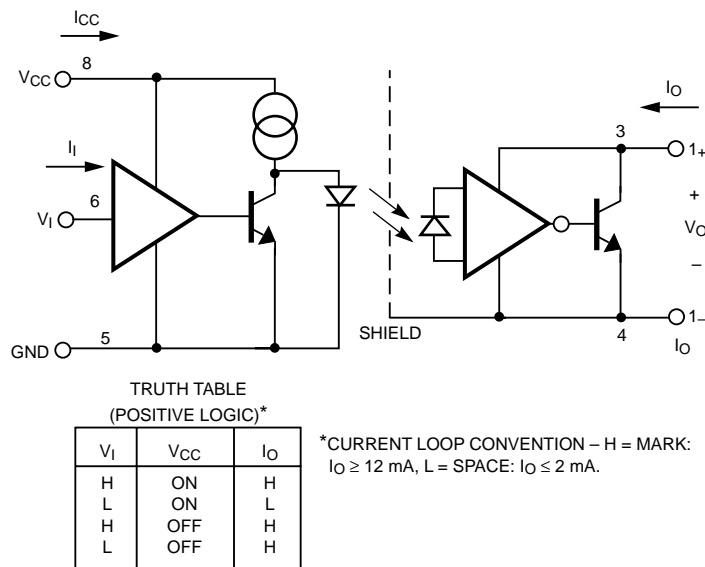 ICC
VCC
8
II
6
VI
5
GND
SHIELD
IO
3
1+
+
VO
–
1–
4
IO
TRUTH TABLE
(POSITIVE LOGIC)*
VI VCC IO
H ON H
L ON L
H OFF H
L OFF H
*CURRENT LOOP CONVENTION – H = MARK:
IO ≥ 12 mA, L = SPACE: IO ≤ 2 mA.